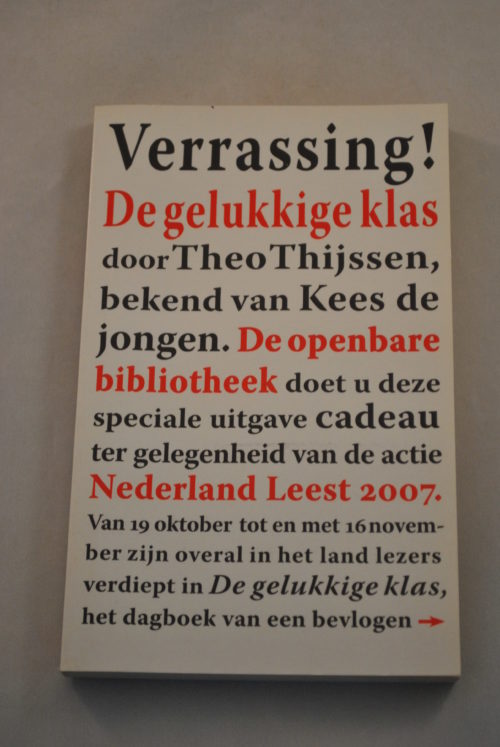 Verrassing!
De gelukkige klas
door Theo Thijssen,
bekend van Kees de
jongen. De openbare
bibliotheek doet u deze
speciale uitgave cadeau
ter gelegenheid van de actie
Nederland Leest 2007.
Van 19 oktober tot en met 16 novem-
ber zijn overal in het land lezers
verdiept in De gelukkige klas,
het dagboek van een bevlogen →